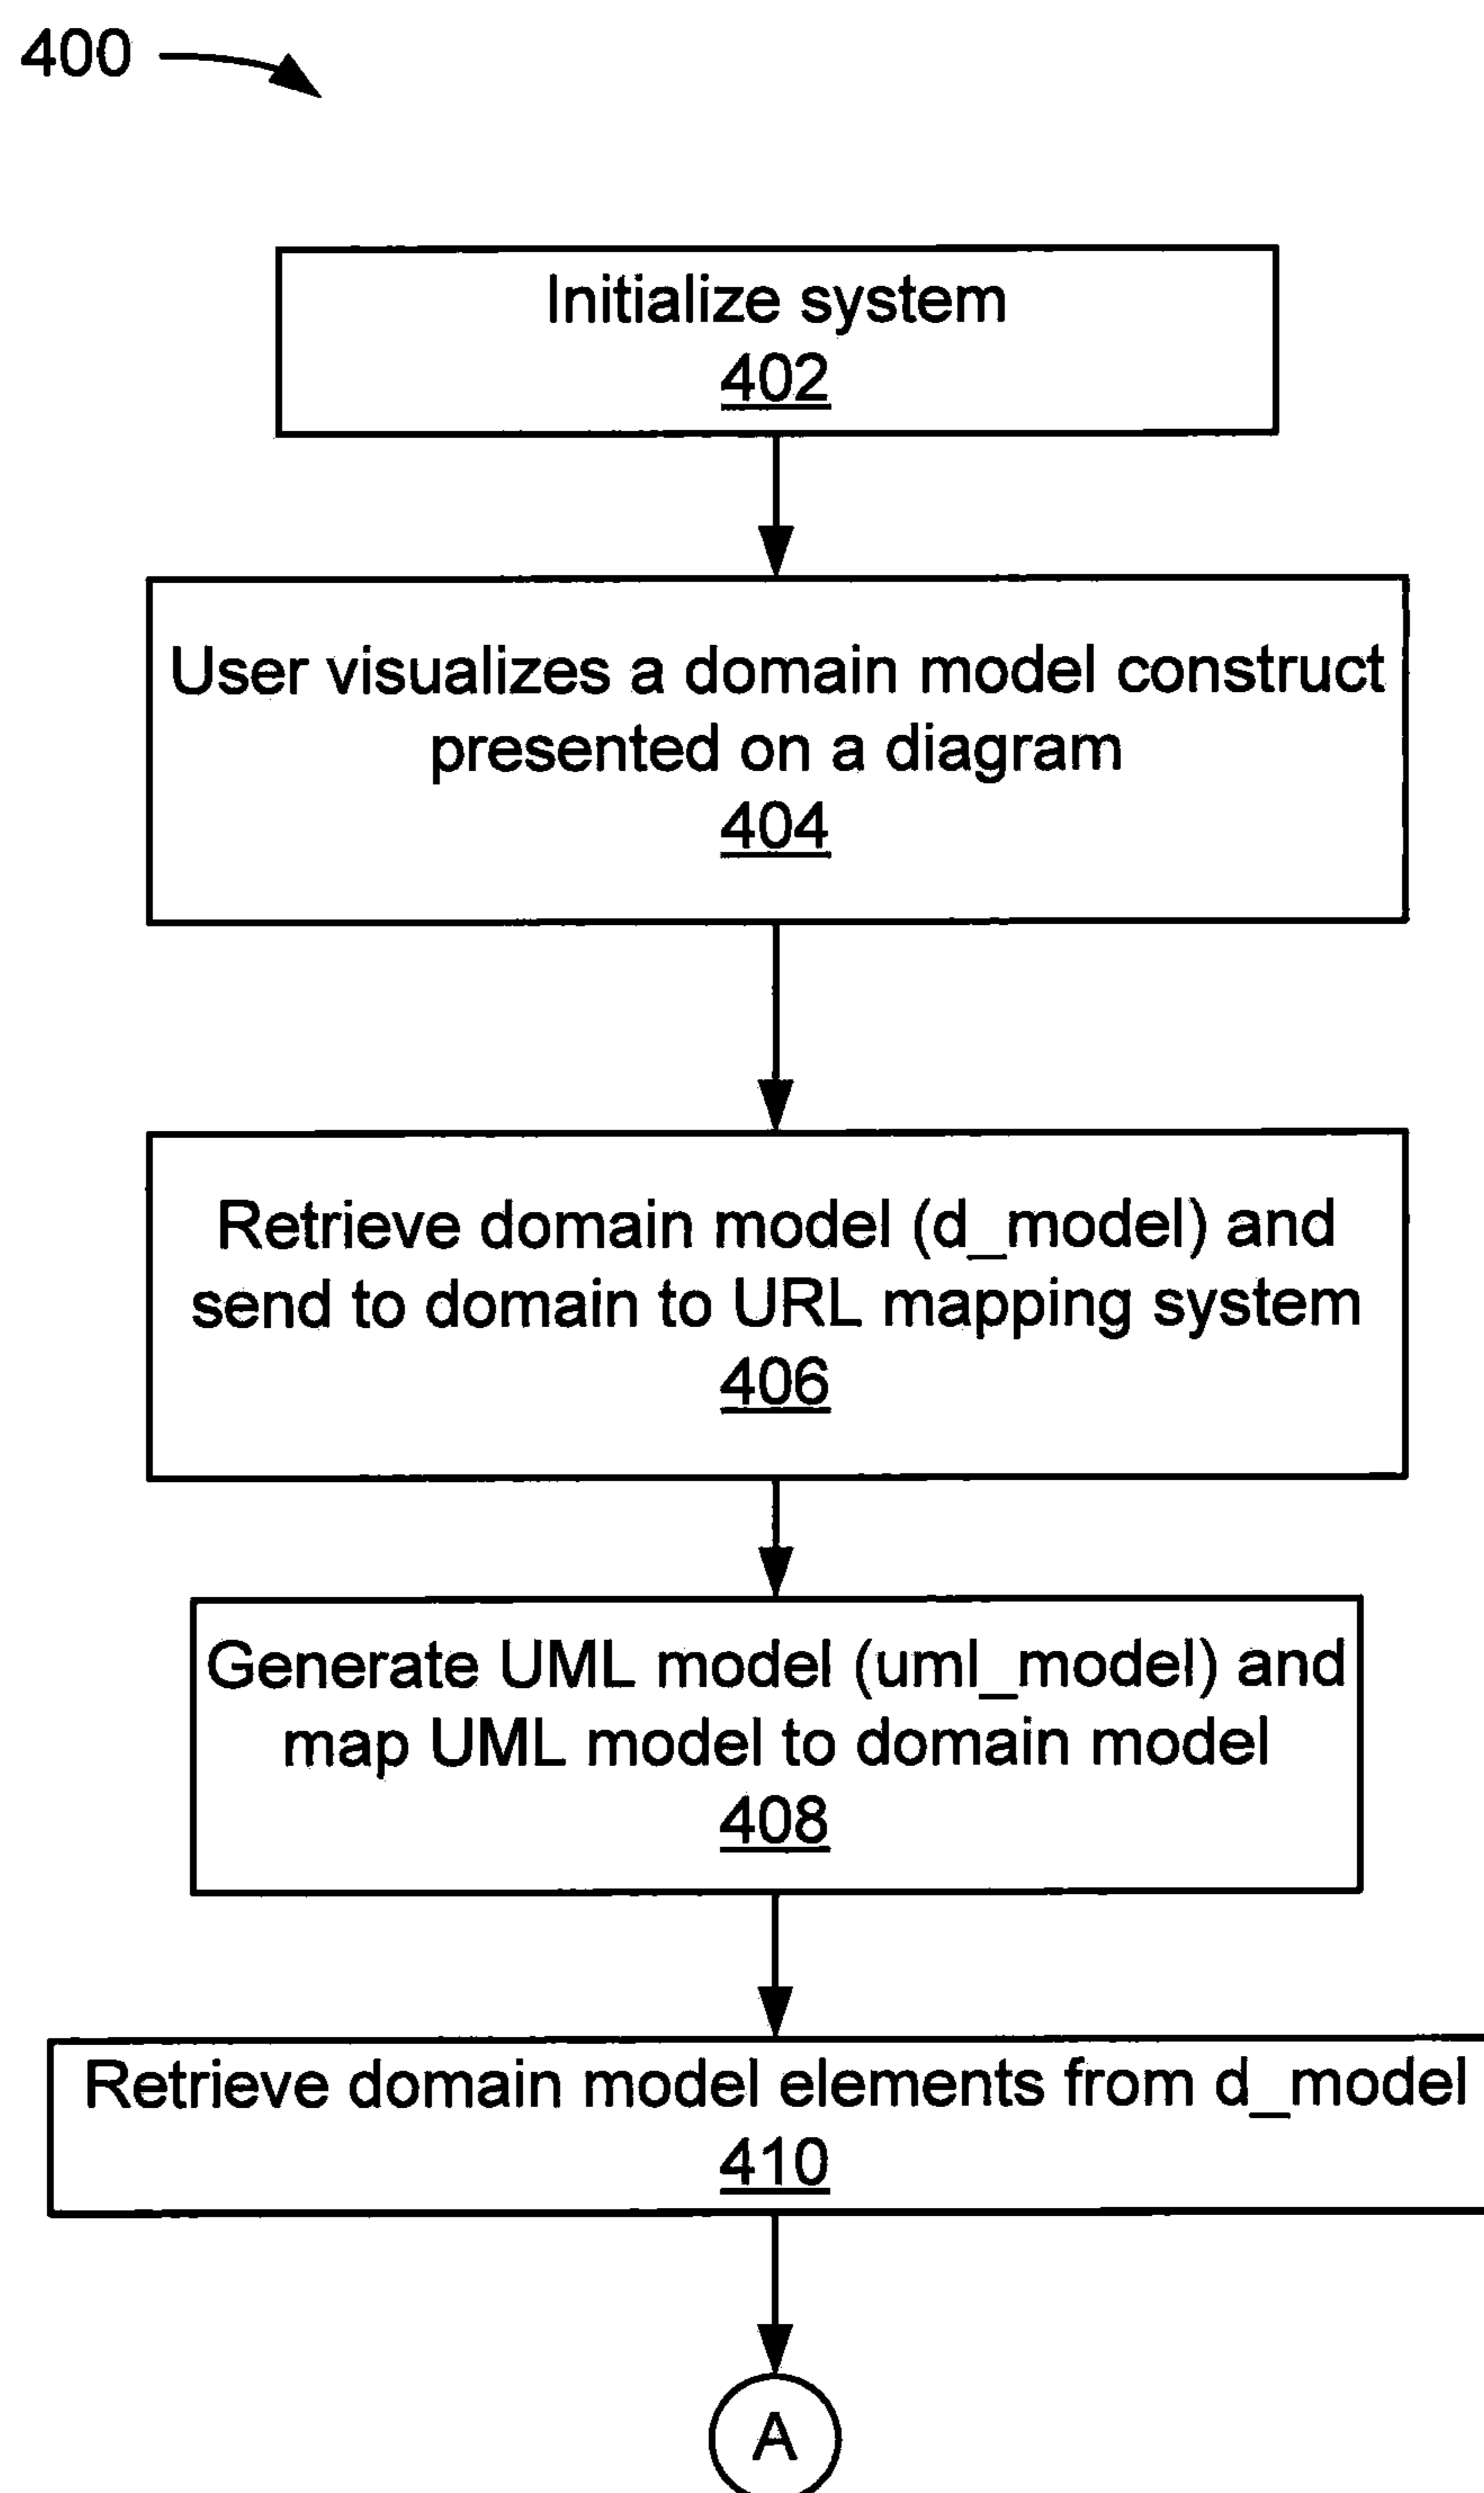 400
Initialize system
402
User visualizes a domain model construct
presented on a diagram
404
Retrieve domain model (d_model) and
send to domain to URL mapping system
406
Generate UML model (uml_model) and
map UML model to domain model
408
Retrieve domain model elements from d_model
410
A